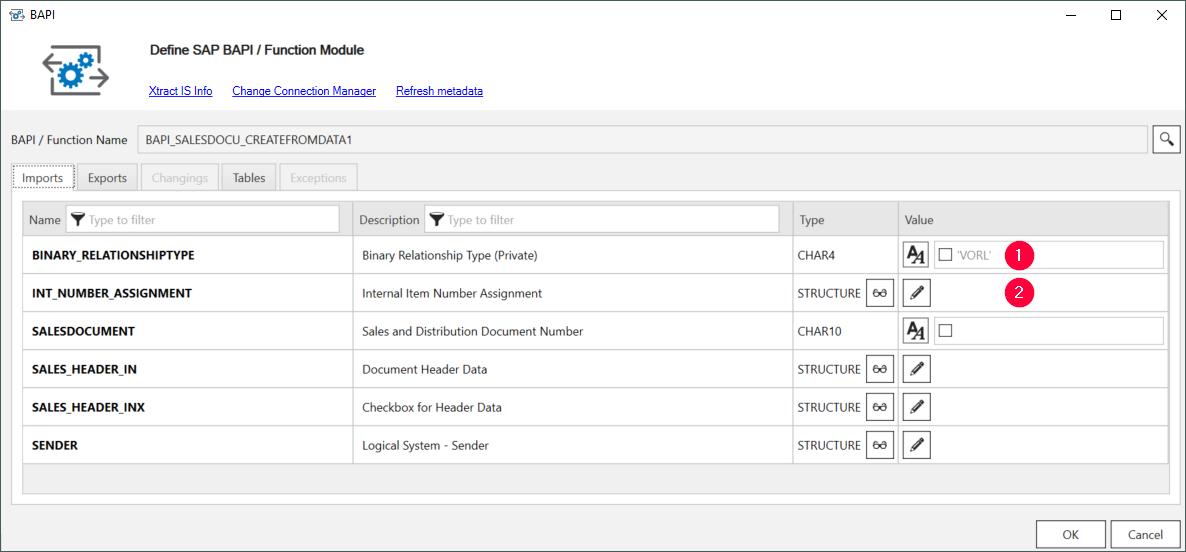 BAPI
Define SAP BAPI / Function Module
Xtract IS Info Change Connection Manager Refresh metadata
BAPI / Function Name BAPI_SALESDOCU_CREATEFROMDATA1
Imports Exports Changings Tables Exceptions
Name Type to filter Description Type to filter Type Value
BINARY_RELATIONSHIPTYPE Binary Relationship Type (Private) CHAR4 AA 'VORL' 1
INT_NUMBER_ASSIGNMENT Internal Item Number Assignment STRUCTURE 2
SALESDOCUMENT Sales and Distribution Document Number CHAR10 AA
SALES_HEADER_IN Document Header Data STRUCTURE
SALES_HEADER_INX Checkbox for Header Data STRUCTURE
SENDER Logical System - Sender STRUCTURE
OK Cancel